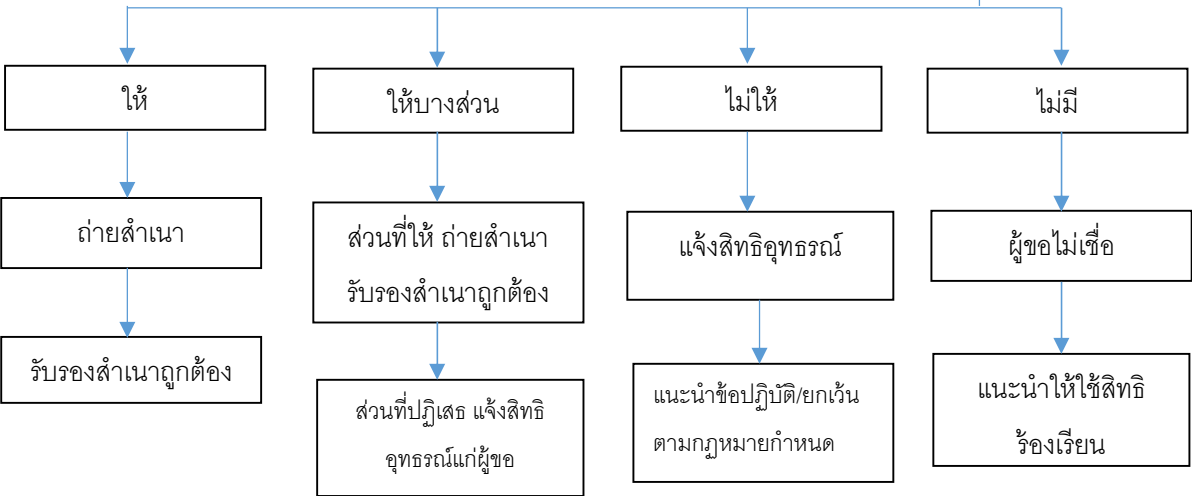 ให้
ให้บางส่วน
ไม่ให้
ไม่มี
ถ่ายสำเนา
ส่วนที่ให้ ถ่ายสำเนา
รับรองสำเนาถูกต้อง
แจ้งสิทธิอุทธรณ์
ผู้ขอไม่เชื่อ
รับรองสำเนาถูกต้อง
ส่วนที่ปฏิเสธ แจ้งสิทธิ
อุทธรณ์แก่ผู้ขอ
แนะนำข้อปฏิบัติ/ยกเว้น
ตามกฎหมายกำหนด
แนะนำให้ใช้สิทธิ
ร้องเรียน